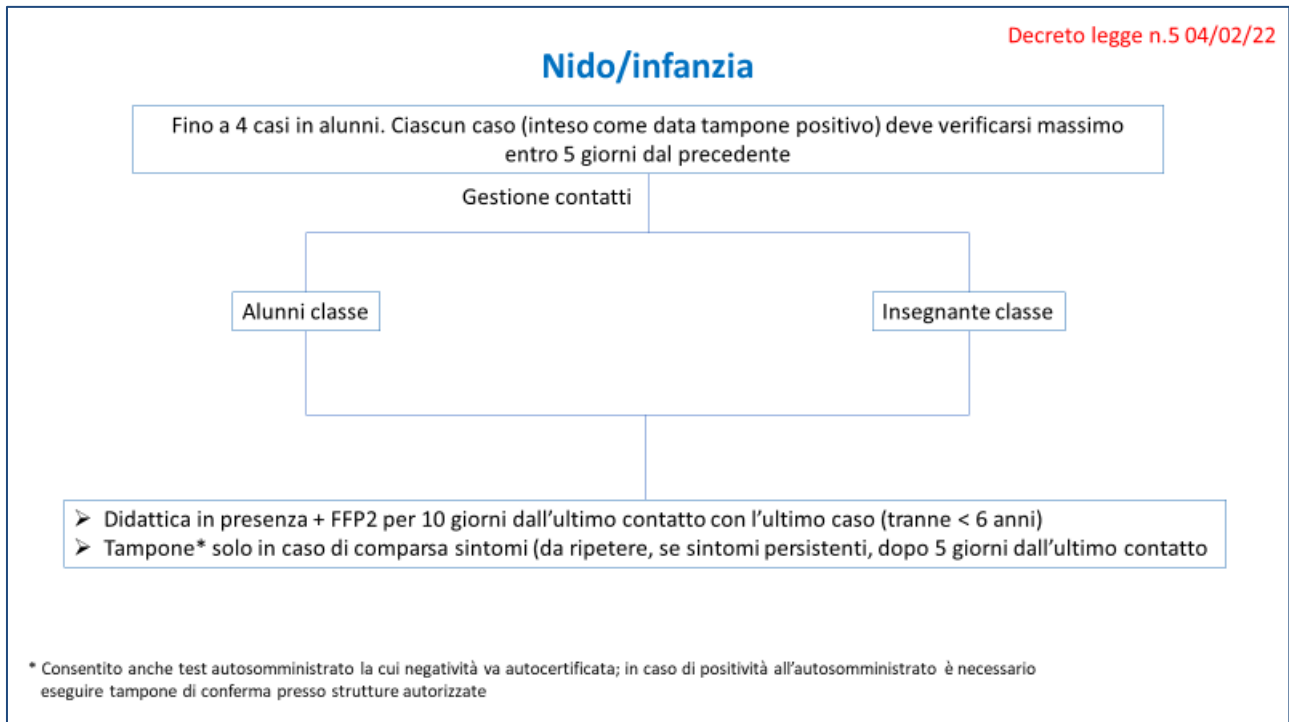 Decreto legge n.5 04/02/22
Nido/infanzia
Fino a 4 casi in alunni. Ciascun caso (inteso come data tampone positivo) deve verificarsi massimo
entro 5 giorni dal precedente
Gestione contatti
Alunni classe
Insegnante classe
➢ Didattica in presenza + FFP2 per 10 giorni dall’ultimo contatto con l’ultimo caso (tranne < 6 anni)
➢ Tampone* solo in caso di comparsa sintomi (da ripetere, se sintomi persistenti, dopo 5 giorni dall’ultimo contatto
* Consentito anche test autosomministrato la cui negatività va autocertificata; in caso di positività all’autosomministrato è necessario
eseguire tampone di conferma presso strutture autorizzate